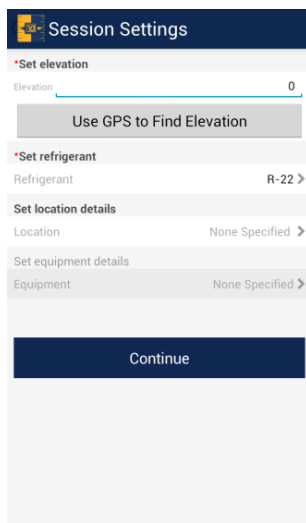 Session Settings
*Set elevation
Elevation 0
Use GPS to Find Elevation
*Set refrigerant
Refrigerant R-22
Set location details
Location None Specified
Set equipment details
Equipment None Specified
Continue